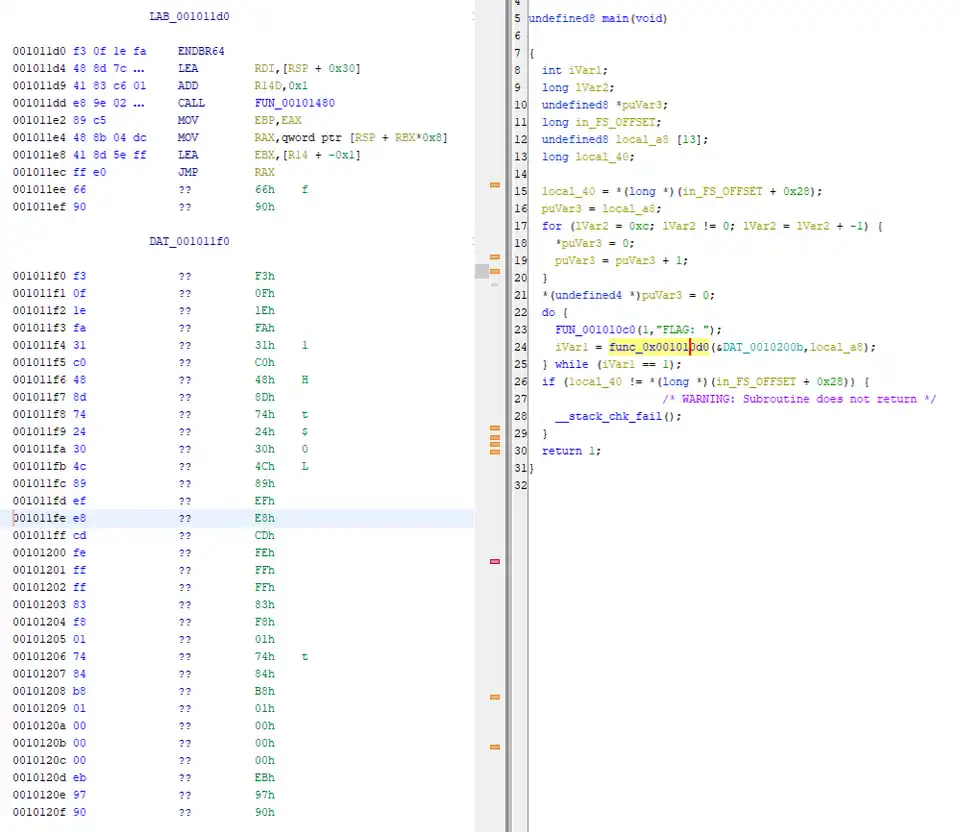 LAB_001011d0
001011d0 f3 0f 1e fa ENDBR64
001011d4 48 8d 7c ... LEA RDI,[RSP + 0x30]
001011d9 41 83 c6 01 ADD R14D,0x1
001011dd e8 9e 02 ... CALL FUN_00101480
001011e2 89 c5 MOV EBP,EAX
001011e4 48 8b 04 dc MOV RAX,qword ptr [RSP + RBX*0x8]
001011e8 41 8d 5e ff LEA EBX,[R14 + -0x1]
001011ec ff e0 JMP RAX
001011ee 66 ?? 66h f
001011ef 90 ?? 90h
DAT_001011f0
001011f0 f3 ?? F3h
001011f1 0f ?? 0Fh
001011f2 1e ?? 1Eh
001011f3 fa ?? FAh
001011f4 31 ?? 31h 1
001011f5 c0 ?? C0h
001011f6 48 ?? 48h H
001011f7 8d ?? 8Dh
001011f8 74 ?? 74h t
001011f9 24 ?? 24h $
001011fa 30 ?? 30h 0
001011fb 4c ?? 4Ch L
001011fc 89 ?? 89h
001011fd ef ?? EFh
001011fe e8 ?? E8h
001011ff cd ?? CDh
00101200 fe ?? FEh
00101201 ff ?? FFh
00101202 ff ?? FFh
00101203 83 ?? 83h
00101204 f8 ?? F8h
00101205 01 ?? 01h
00101206 74 ?? 74h t
00101207 84 ?? 84h
00101208 b8 ?? B8h
00101209 01 ?? 01h
0010120a 00 ?? 00h
0010120b 00 ?? 00h
0010120c 00 ?? 00h
0010120d eb ?? EBh
0010120e 97 ?? 97h
0010120f 90 ?? 90h
4
5 undefined8 main(void)
6
7 {
8 int iVar1;
9 long lVar2;
10 undefined8 *puVar3;
11 long in_FS_OFFSET;
12 undefined8 local_a8 [13];
13 long local_40;
14
15 local_40 = *(long *)(in_FS_OFFSET + 0x28);
16 puVar3 = local_a8;
17 for (lVar2 = 0xc; lVar2 != 0; lVar2 = lVar2 + -1) {
18 *puVar3 = 0;
19 puVar3 = puVar3 + 1;
20 }
21 *(undefined4 *)puVar3 = 0;
22 do {
23 FUN_001010c0(1,"FLAG: ");
24 iVar1 = func_0x001010d0(&DAT_0010200b,local_a8);
25 } while (iVar1 == 1);
26 if (local_40 != *(long *)(in_FS_OFFSET + 0x28)) {
27 /* WARNING: Subroutine does not return */
28 __stack_chk_fail();
29 }
30 return 1;
31 }
32